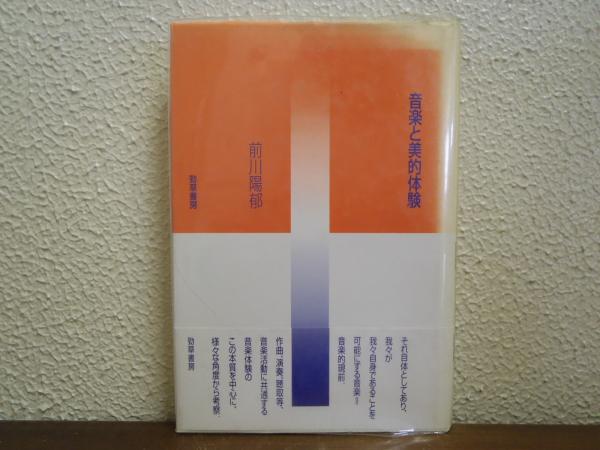 音楽と美的体験
前川陽郁
勁草書房
それ自体としてあり、
我々が
我々自身であることを
可能にする音楽=
音楽的現前、
作曲、演奏、聴取等、
音楽活動に共通する
音楽体験の
この本質を中心に、
様々な角度から考察。
勁草書房